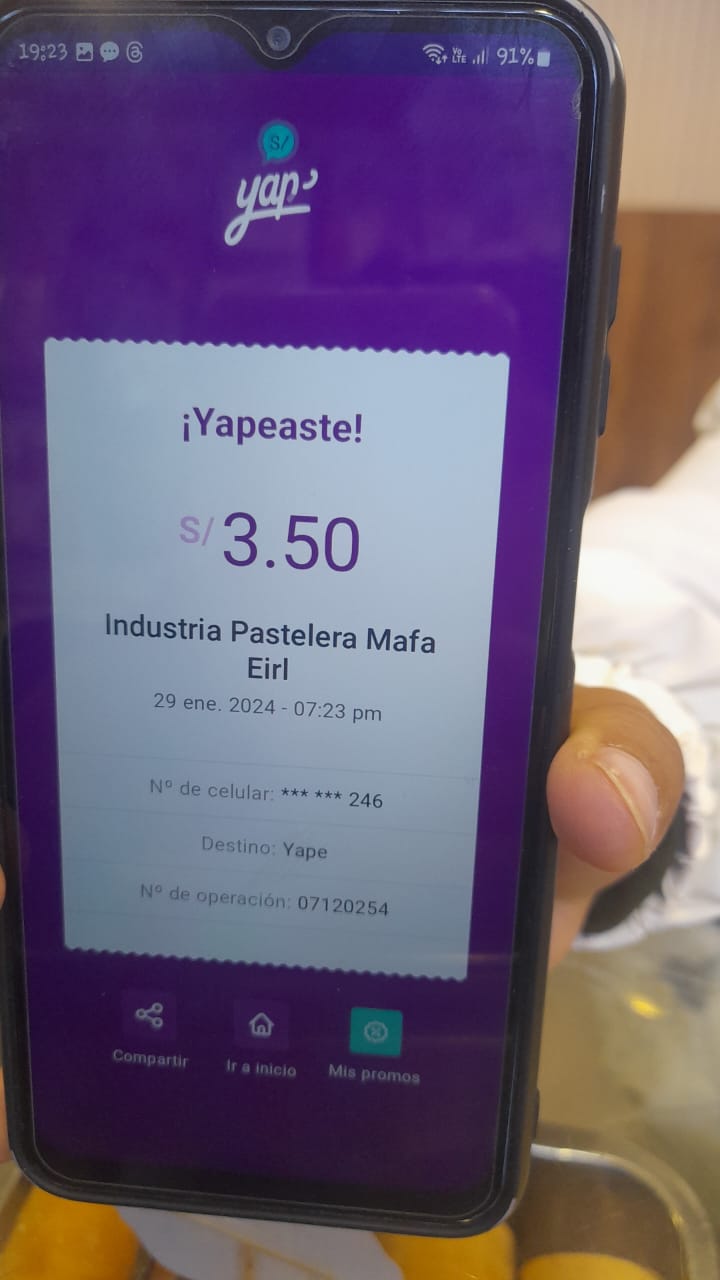 19:23 VoLTE 91%
S/
yape
¡Yapeaste!
S/ 3.50
Industria Pastelera Mafa
Eirl
29 ene. 2024 - 07:23 pm
Nº de celular: *** *** 246
Destino: Yape
Nº de operación: 07120254
Compartir Ir a inicio Mis promos